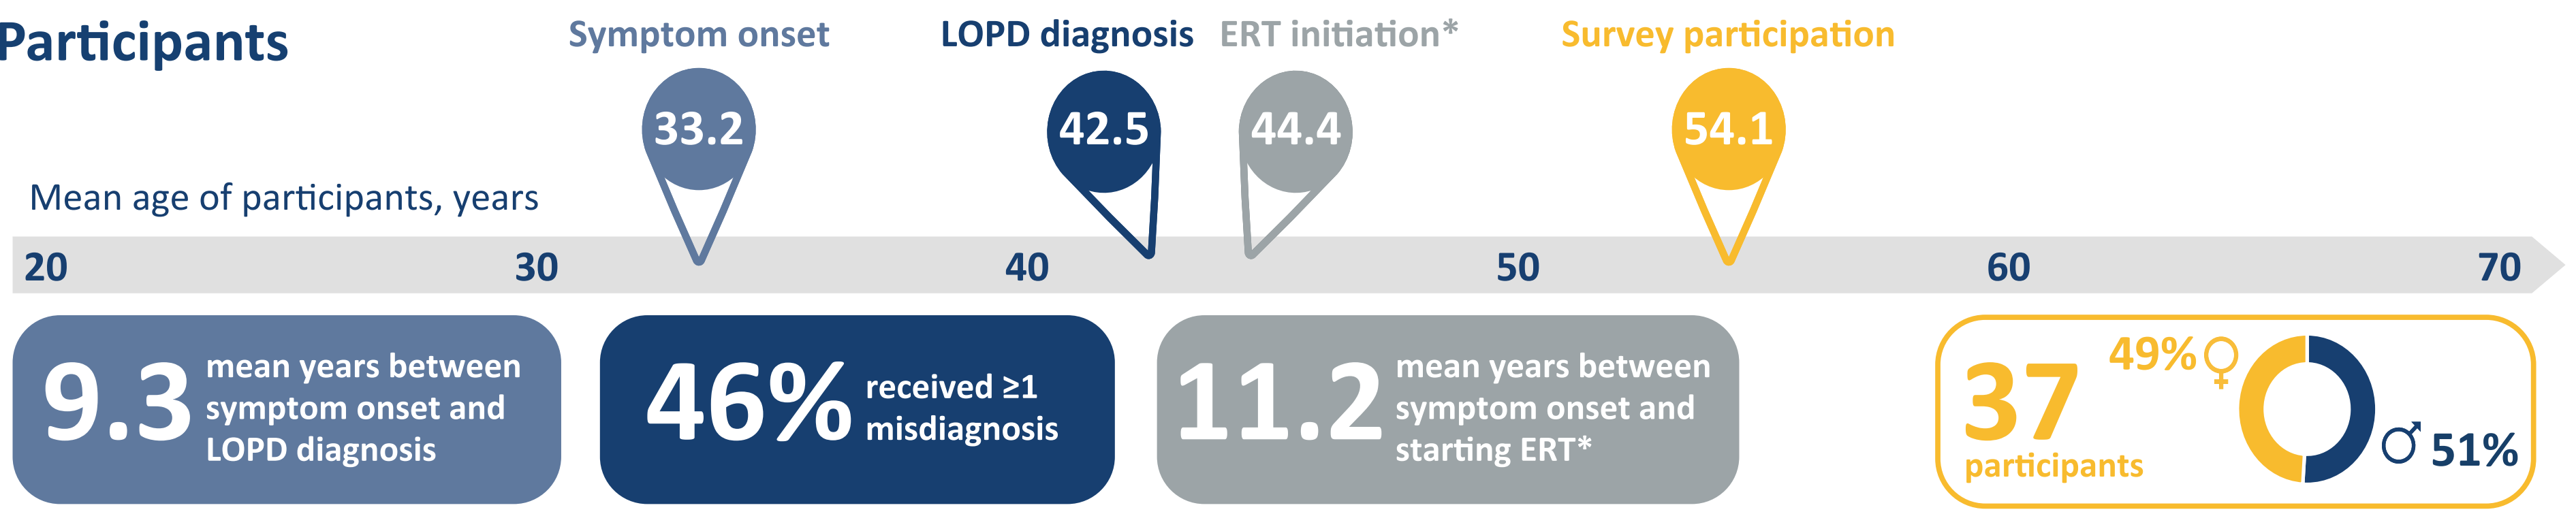 Participants
Symptom onset
LOPD diagnosis
ERT initiation*
Survey participation
33.2
42.5
44.4
54.1
Mean age of participants, years
20 30 40 50 60 70
9.3
mean years between
symptom onset and
LOPD diagnosis
46%
received ≥1
misdiagnosis
11.2
mean years between
symptom onset and
starting ERT*
37
participants
49% ♀
♂ 51%